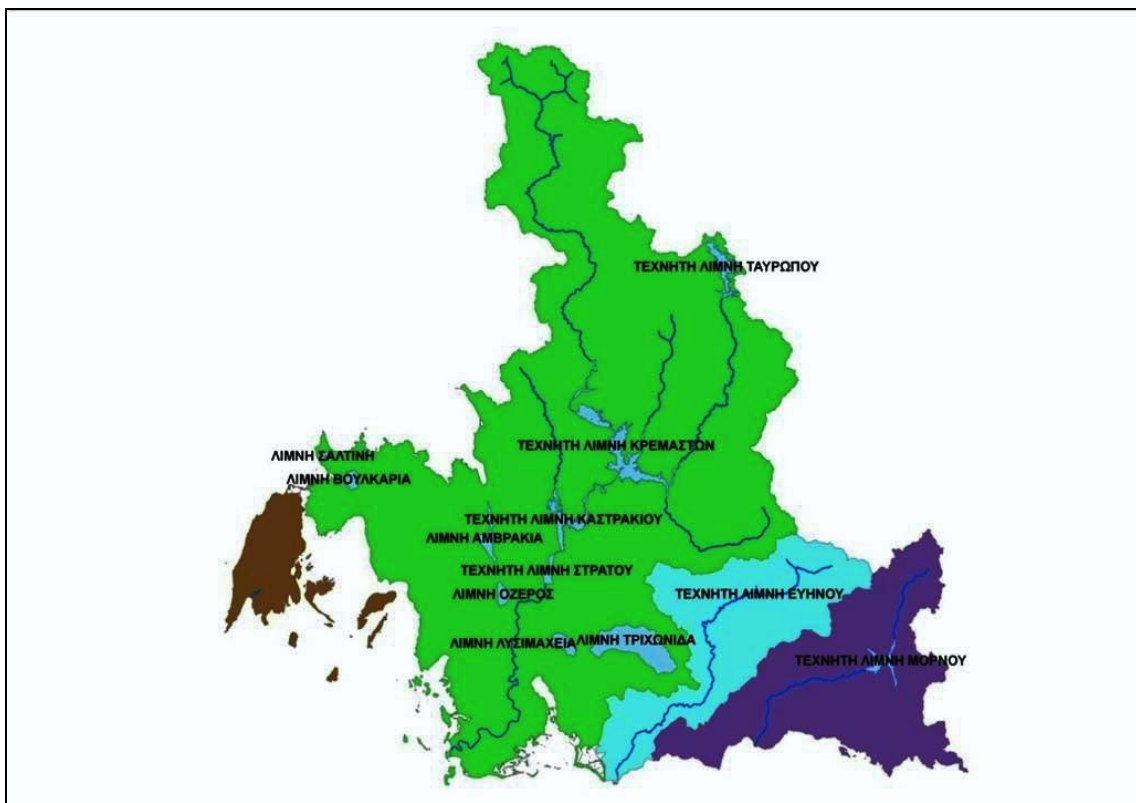 ΤΕΧΝΗΤΗ ΛΙΜΝΗ ΤΑΥΡΩΠΟΥ
ΤΕΧΝΗΤΗ ΛΙΜΝΗ ΚΡΕΜΑΣΤΩΝ
ΛΙΜΝΗ ΣΑΛΤΙΝΗ
ΛΙΜΝΗ ΒΟΥΛΚΑΡΙΑ
ΤΕΧΝΗΤΗ ΛΙΜΝΗ ΚΑΣΤΡΑΚΙΟΥ
ΛΙΜΝΗ ΑΜΒΡΑΚΙΑ
ΤΕΧΝΗΤΗ ΛΙΜΝΗ ΣΤΡΑΤΟΥ
ΛΙΜΝΗ ΟΖΕΡΟΣ
ΤΕΧΝΗΤΗ ΛΙΜΝΗ ΕΥΗΝΟΥ
ΛΙΜΝΗ ΛΥΣΙΜΑΧΕΙΑ
ΛΙΜΝΗ ΤΡΙΧΩΝΙΔΑ
ΤΕΧΝΗΤΗ ΛΙΜΝΗ ΜΟΡΝΟΥ